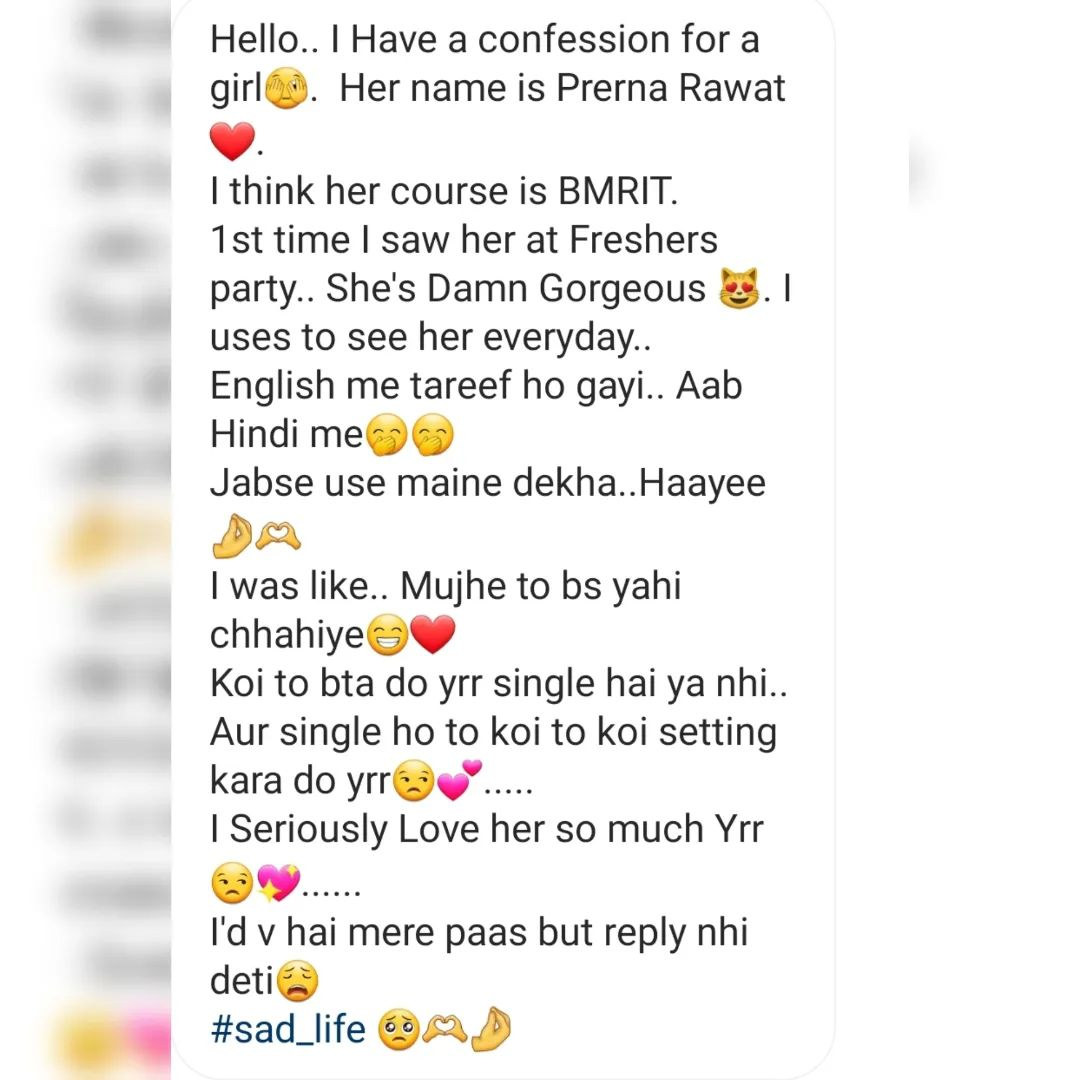 Hello.. I Have a confession for a
girl🫣.  Her name is Prerna Rawat
❤️.
I think her course is BMRIT.
1st time I saw her at Freshers
party.. She's Damn Gorgeous 😻. I
uses to see her everyday..
English me tareef ho gayi.. Aab
Hindi me🤭🤭
Jabse use maine dekha..Haayee
🤌🫶
I was like.. Mujhe to bs yahi
chhahiye😁❤️
Koi to bta do yrr single hai ya nhi..
Aur single ho to koi to koi setting
kara do yrr😒💕.....
I Seriously Love her so much Yrr
😒💖......
I'd v hai mere paas but reply nhi
deti😩
#sad_life 🥺🫶🤌